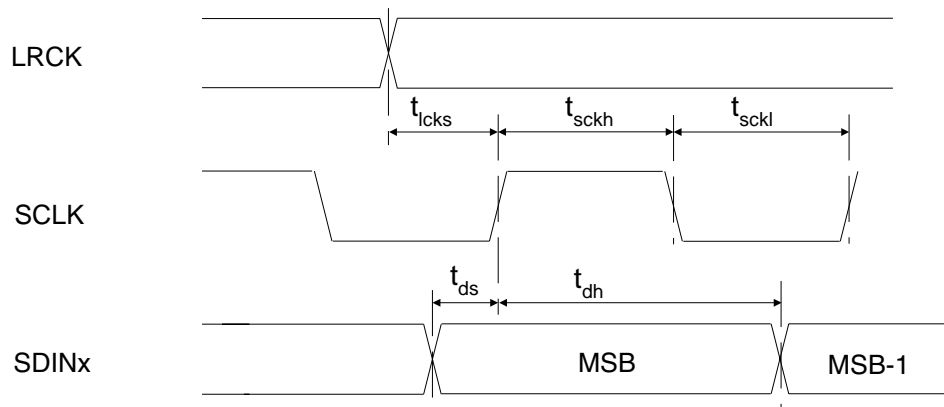 LRCK
t_lcks t_sckh t_sckl
SCLK
t_ds t_dh
SDINx MSB MSB-1